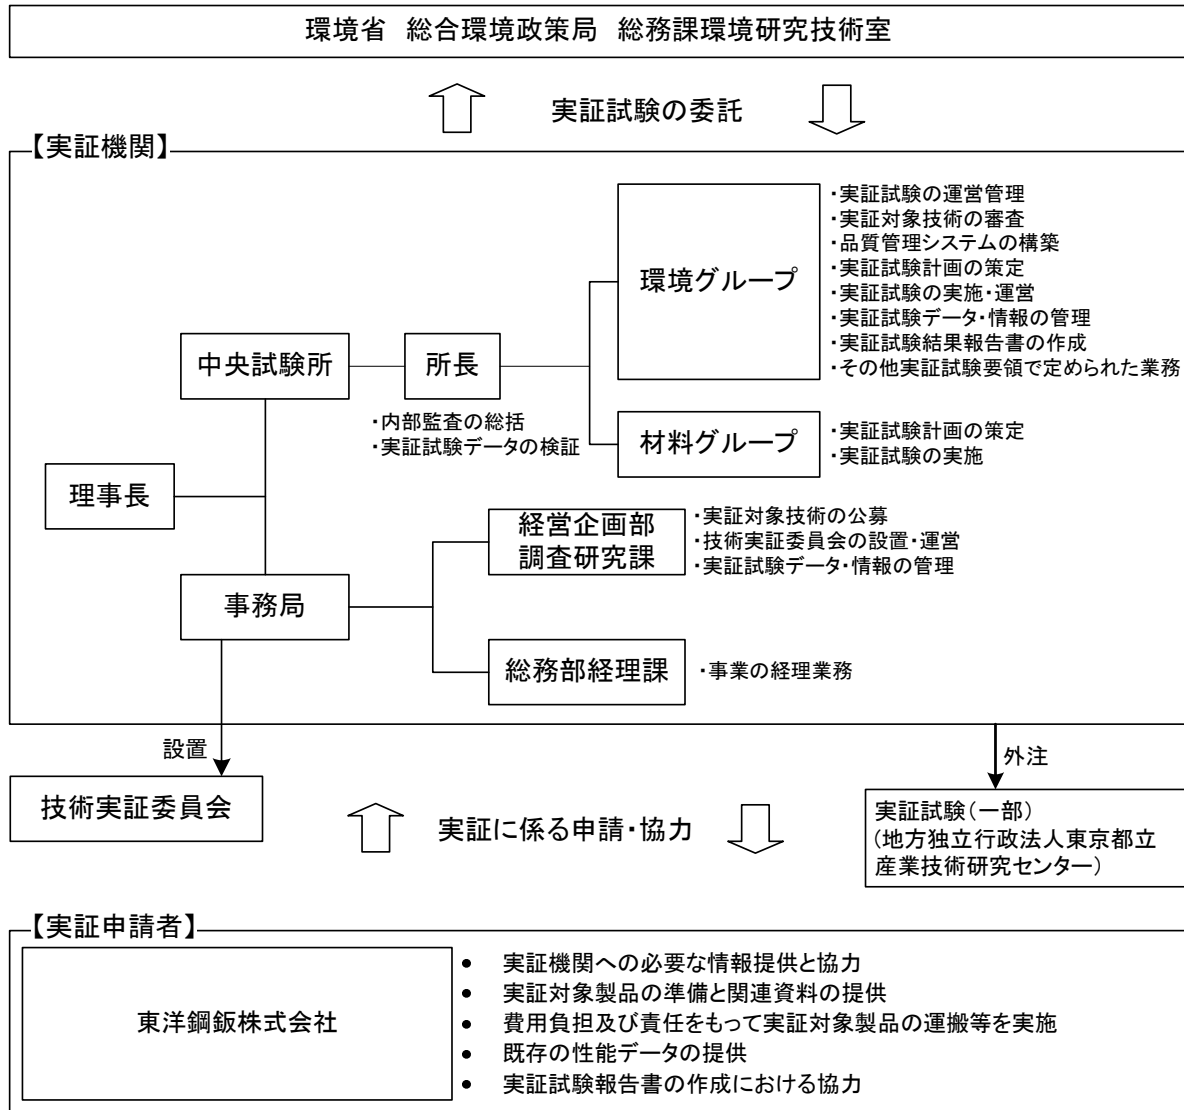 環境省 総合環境政策局 総務課環境研究技術室
実証試験の委託
【実証機関】
環境グループ
・実証試験の運営管理
・実証対象技術の審査
・品質管理システムの構築
・実証試験計画の策定
・実証試験の実施・運営
・実証試験データ・情報の管理
・実証試験結果報告書の作成
・その他実証試験要領で定められた業務
中央試験所
所長
・内部監査の総括
・実証試験データの検証
材料グループ
・実証試験計画の策定
・実証試験の実施
理事長
経営企画部
調査研究課
・実証対象技術の公募
・技術実証委員会の設置・運営
・実証試験データ・情報の管理
事務局
総務部経理課
・事業の経理業務
設置
外注
技術実証委員会
実証に係る申請・協力
実証試験(一部)
(地方独立行政法人東京都立
産業技術研究センター)
【実証申請者】
東洋鋼鈑株式会社
• 実証機関への必要な情報提供と協力
• 実証対象製品の準備と関連資料の提供
• 費用負担及び責任をもって実証対象製品の運搬等を実施
• 既存の性能データの提供
• 実証試験報告書の作成における協力